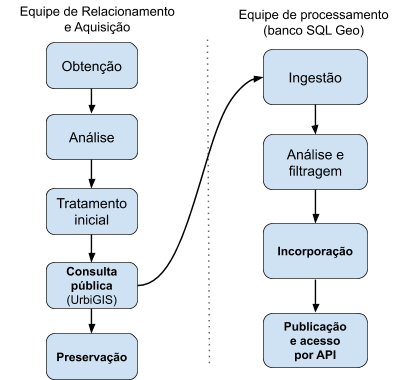 Equipe de Relacionamento
e Aquisição
Obtenção
Análise
Tratamento
inicial
Consulta
pública
(UrbiGIS)
Preservação
Equipe de processamento
(banco SQL Geo)
Ingestão
Análise e
filtragem
Incorporação
Publicação
e acesso
por API